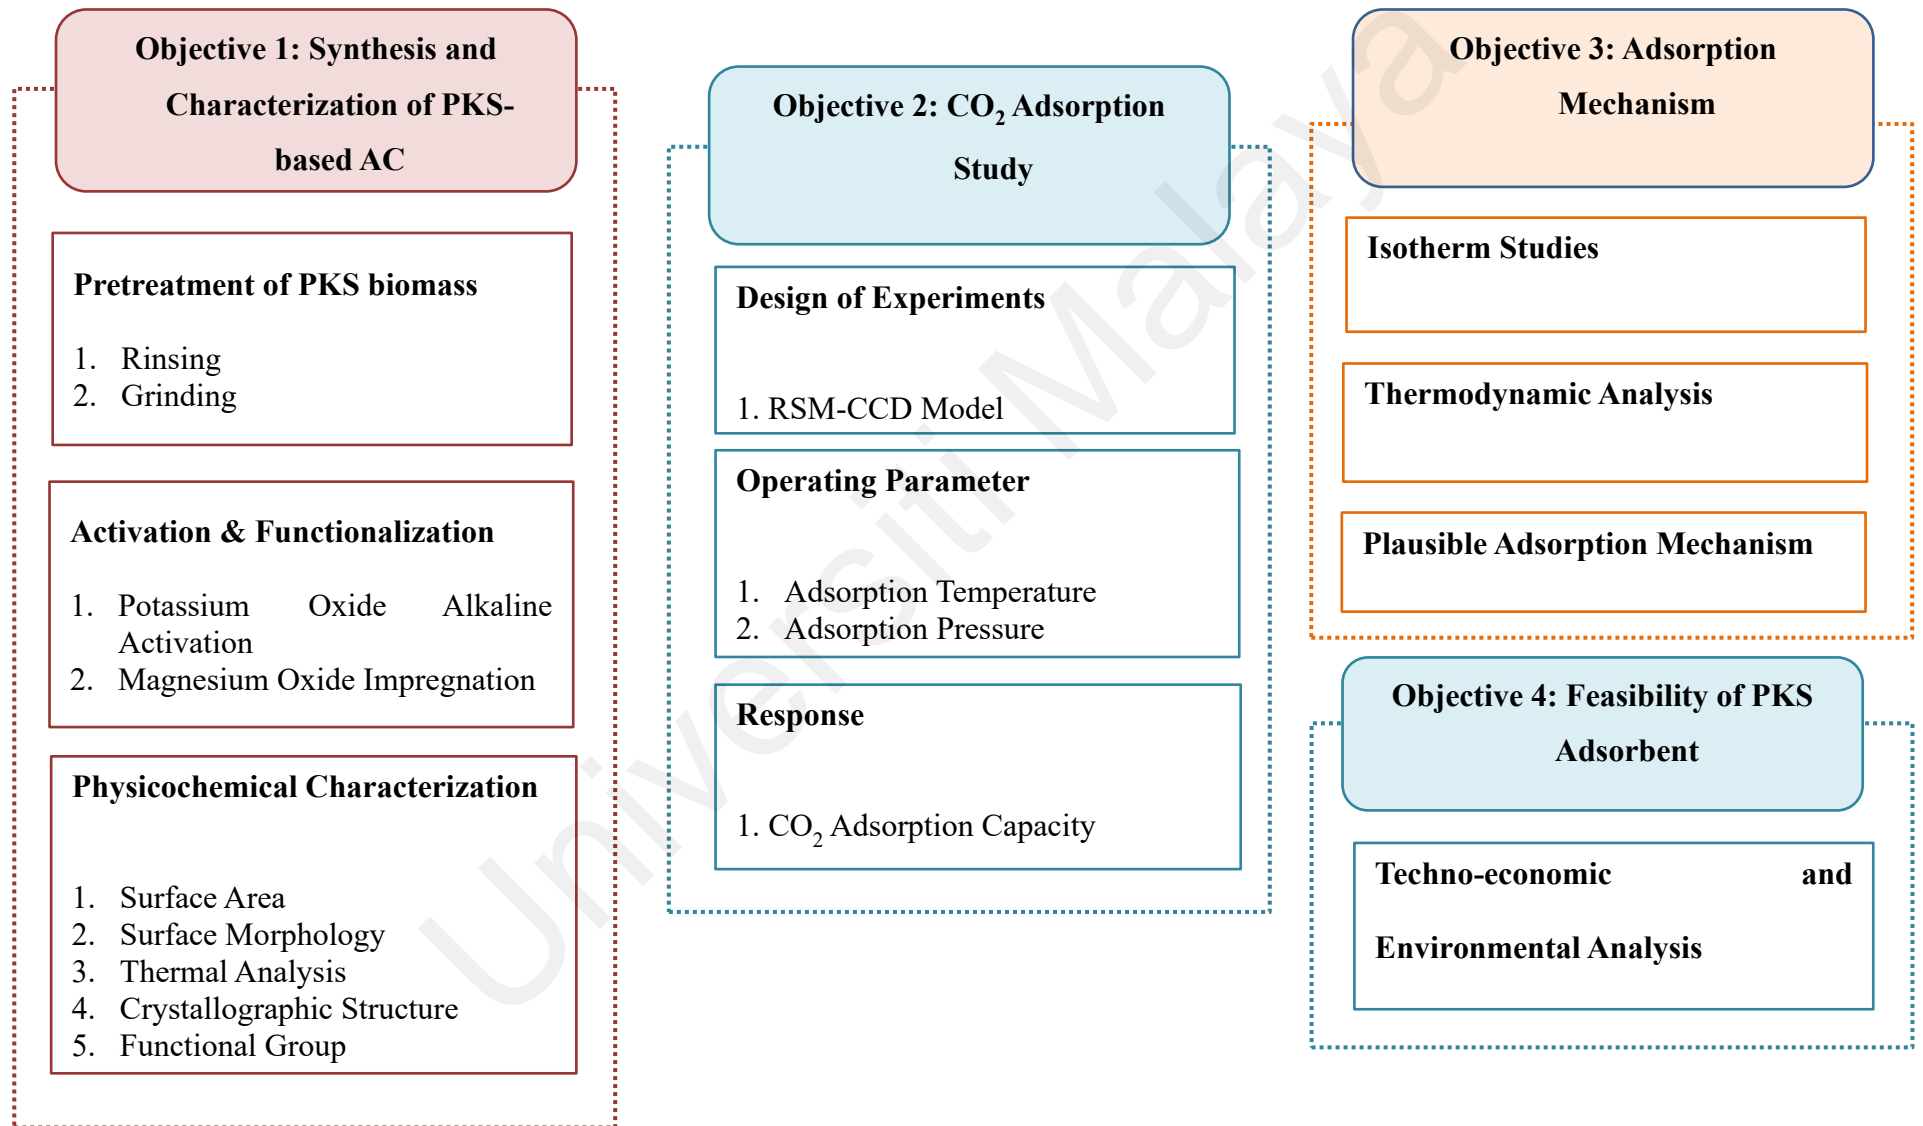 Objective 1: Synthesis and
Characterization of PKS-
based AC
Pretreatment of PKS biomass
1. Rinsing
2. Grinding
Activation & Functionalization
1. Potassium Oxide Alkaline
Activation
2. Magnesium Oxide Impregnation
Physicochemical Characterization
1. Surface Area
2. Surface Morphology
3. Thermal Analysis
4. Crystallographic Structure
5. Functional Group
Objective 2: CO2 Adsorption
Study
Design of Experiments
1. RSM-CCD Model
Operating Parameter
1. Adsorption Temperature
2. Adsorption Pressure
Response
1. CO2 Adsorption Capacity
Objective 3: Adsorption
Mechanism
Isotherm Studies
Thermodynamic Analysis
Plausible Adsorption Mechanism
Objective 4: Feasibility of PKS
Adsorbent
Techno-economic and
Environmental Analysis
Universiti Malaya